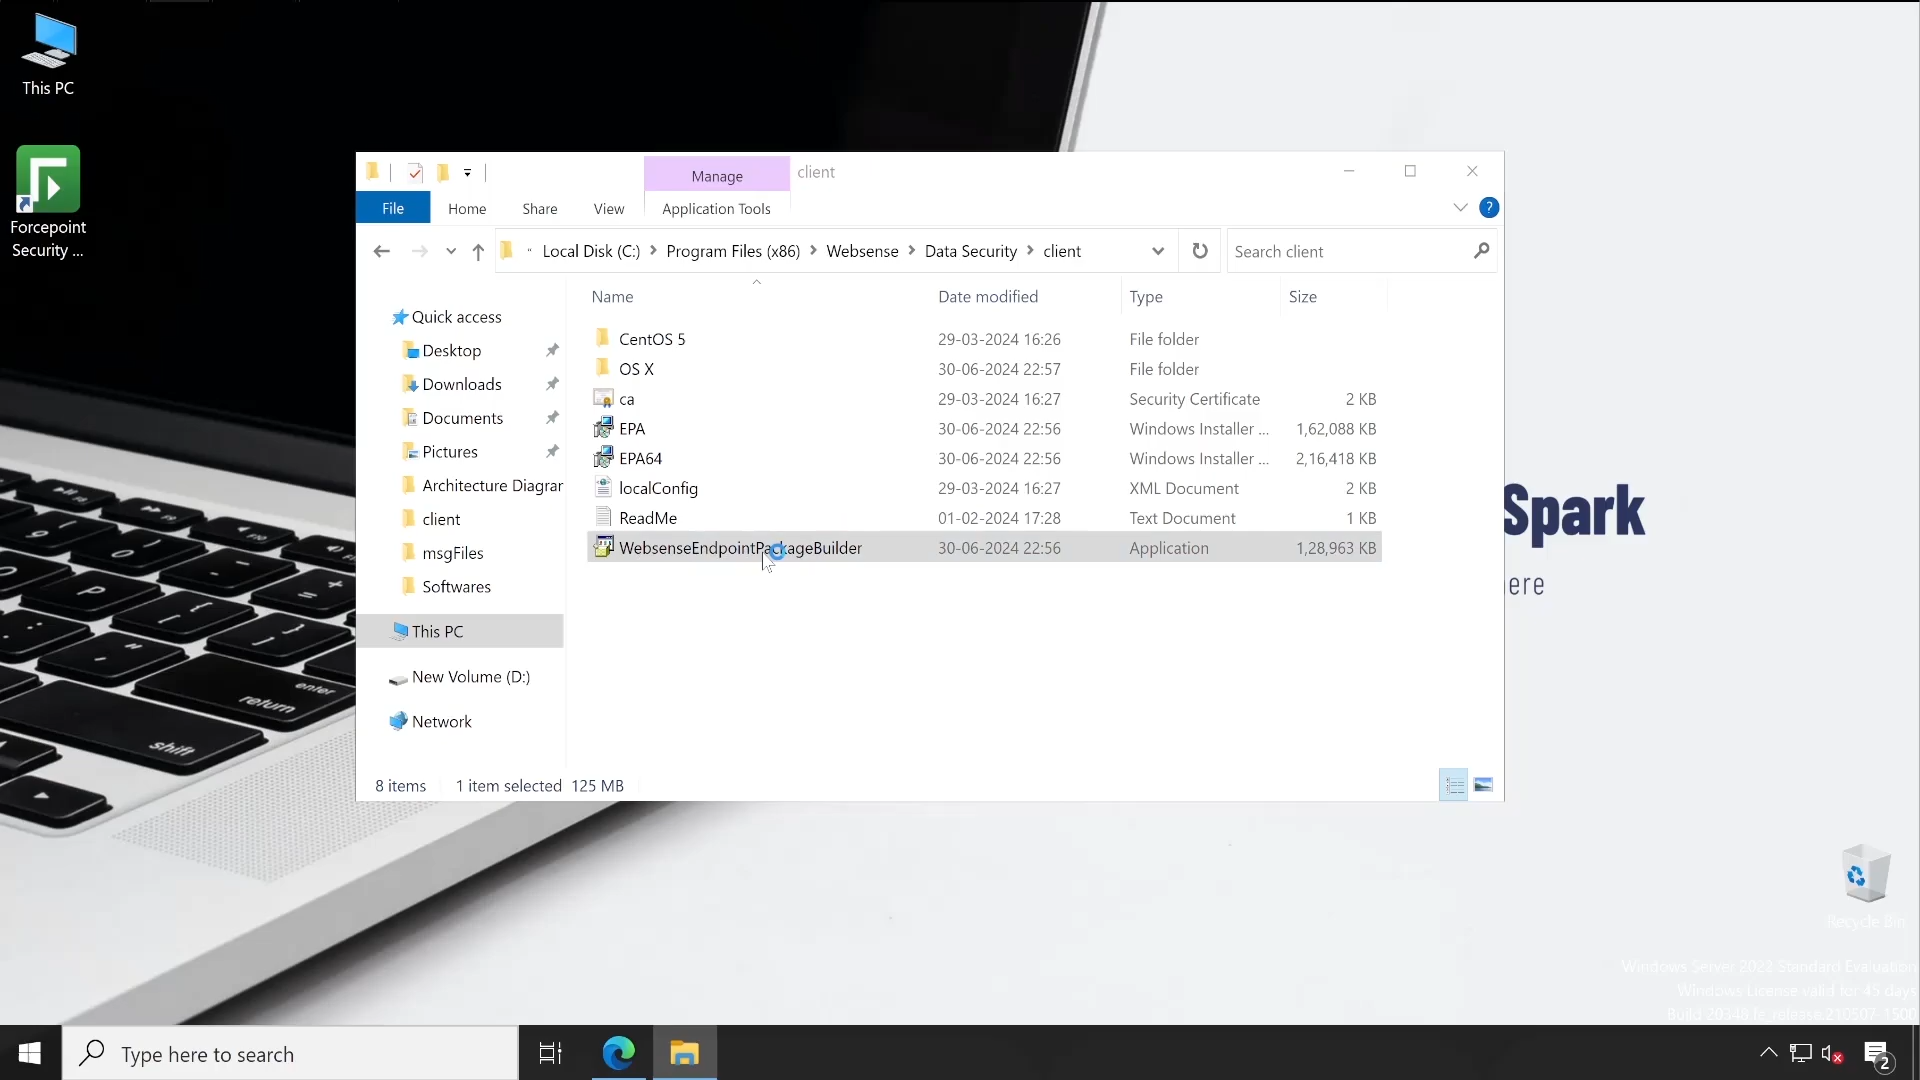 This PC
Forcepoint
Security ...
Manage
client
File
Home
Share
View
Application Tools
Local Disk (C:)
Program Files (x86)
Websense
Data Security
client
Search client
Name
Date modified
Type
Size
Quick access
Desktop
Downloads
Documents
Pictures
Architecture Diagrar
client
msgFiles
Softwares
This PC
New Volume (D:)
Network
CentOS 5 29-03-2024 16:26 File folder
OS X 30-06-2024 22:57 File folder
ca 29-03-2024 16:27 Security Certificate 2 KB
EPA 30-06-2024 22:56 Windows Installer ... 1,62,088 KB
EPA64 30-06-2024 22:56 Windows Installer ... 2,16,418 KB
localConfig 29-03-2024 16:27 XML Document 2 KB
ReadMe 01-02-2024 17:28 Text Document 1 KB
WebsenseEndpointPackageBuilder 30-06-2024 22:56 Application 1,28,963 KB
8 items
1 item selected 125 MB
Spark
ere
enter
return
shift
Recycle Bin
Windows Server 2022 Standard Evaluation
Windows License valid for 45 days
Build 20348.fe_release.210507-1500
Type here to search
2